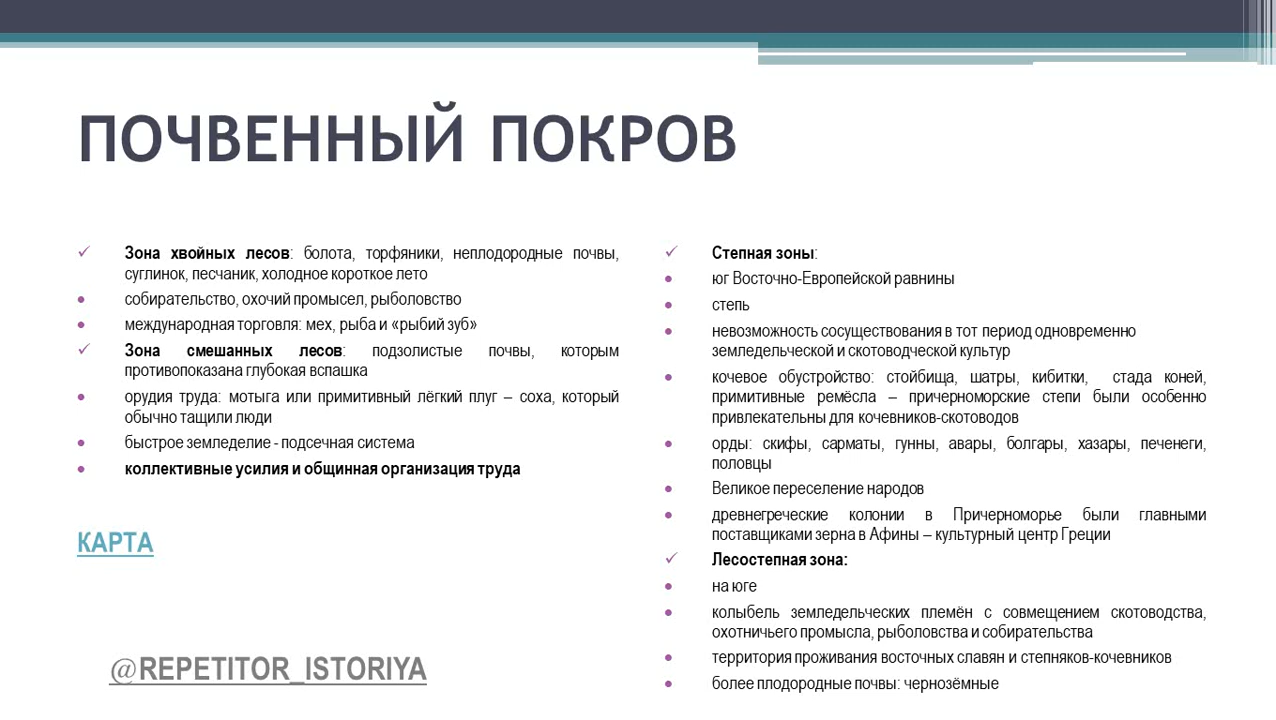 ПОЧВЕННЫЙ ПОКРОВ
✓ Зона хвойных лесов: болота, торфяники, неплодородные почвы,
суглинок, песчаник, холодное короткое лето
• собирательство, охочий промысел, рыболовство
• международная торговля: мех, рыба и «рыбий зуб»
✓ Зона смешанных лесов: подзолистые почвы, которым
противопоказана глубокая вспашка
• орудия труда: мотыга или примитивный лёгкий плуг – соха, который
обычно тащили люди
• быстрое земледелие - подсечная система
• коллективные усилия и общинная организация труда
КАРТА
@REPETITOR_ISTORIYA
✓ Степная зоны:
• юг Восточно-Европейской равнины
• степь
• невозможность сосуществования в тот период одновременно
земледельческой и скотоводческой культур
• кочевое обустройство: стойбища, шатры, кибитки, стада коней,
примитивные ремёсла – причерноморские степи были особенно
привлекательны для кочевников-скотоводов
• орды: скифы, сарматы, гунны, авары, болгары, хазары, печенеги,
половцы
• Великое переселение народов
• древнегреческие колонии в Причерноморье были главными
поставщиками зерна в Афины – культурный центр Греции
✓ Лесостепная зона:
• на юге
• колыбель земледельческих племён с совмещением скотоводства,
охотничьего промысла, рыболовства и собирательства
• территория проживания восточных славян и степняков-кочевников
• более плодородные почвы: чернозёмные